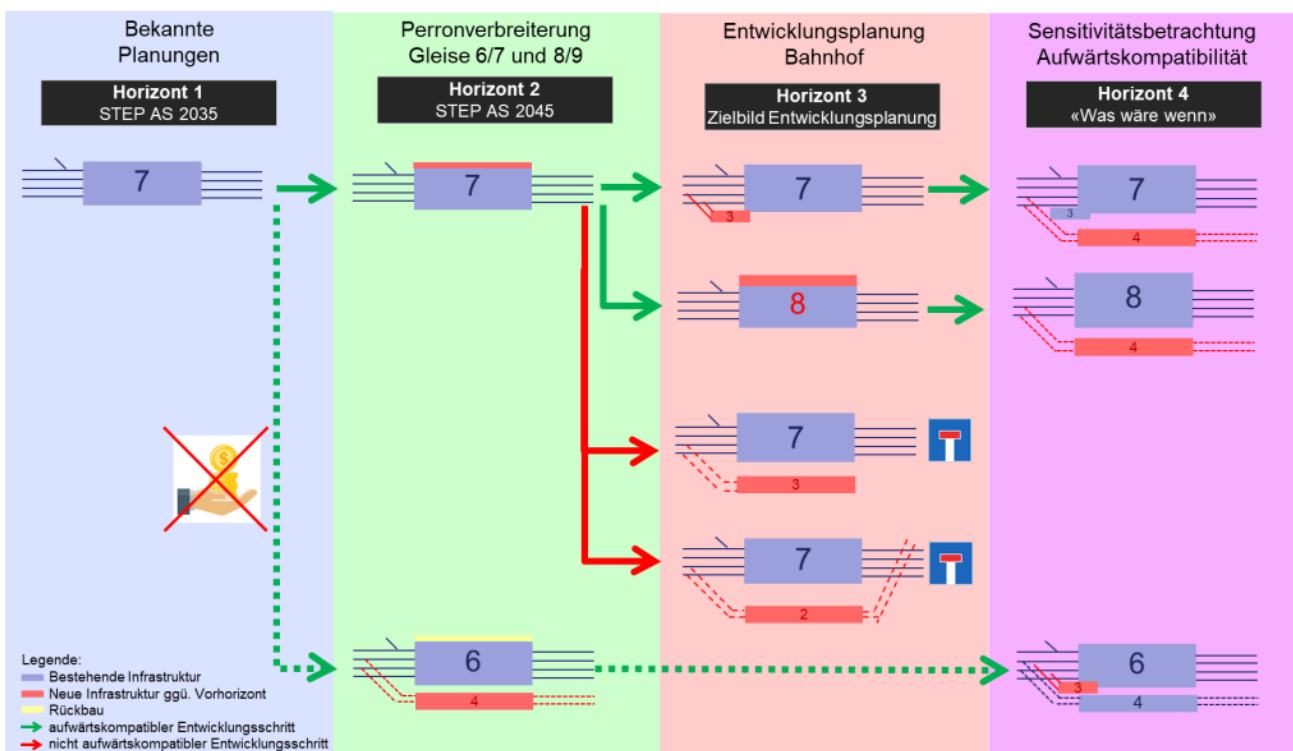 Bekannte
Planungen
Horizont 1
STEP AS 2035
7
Perronverbreiterung
Gleise 6/7 und 8/9
Horizont 2
STEP AS 2045
7
6
4
Entwicklungsplanung
Bahnhof
Horizont 3
Zielbild Entwicklungsplanung
7
3
8
7
3
7
2
Sensitivitätsbetrachtung
Aufwärtskompatibilität
Horizont 4
«Was wäre wenn»
7
3
4
8
4
6
3
4
Legende:
Bestehende Infrastruktur
Neue Infrastruktur ggü. Vorhorizont
Rückbau
aufwärtskompatibler Entwicklungsschritt
nicht aufwärtskompatibler Entwicklungsschritt